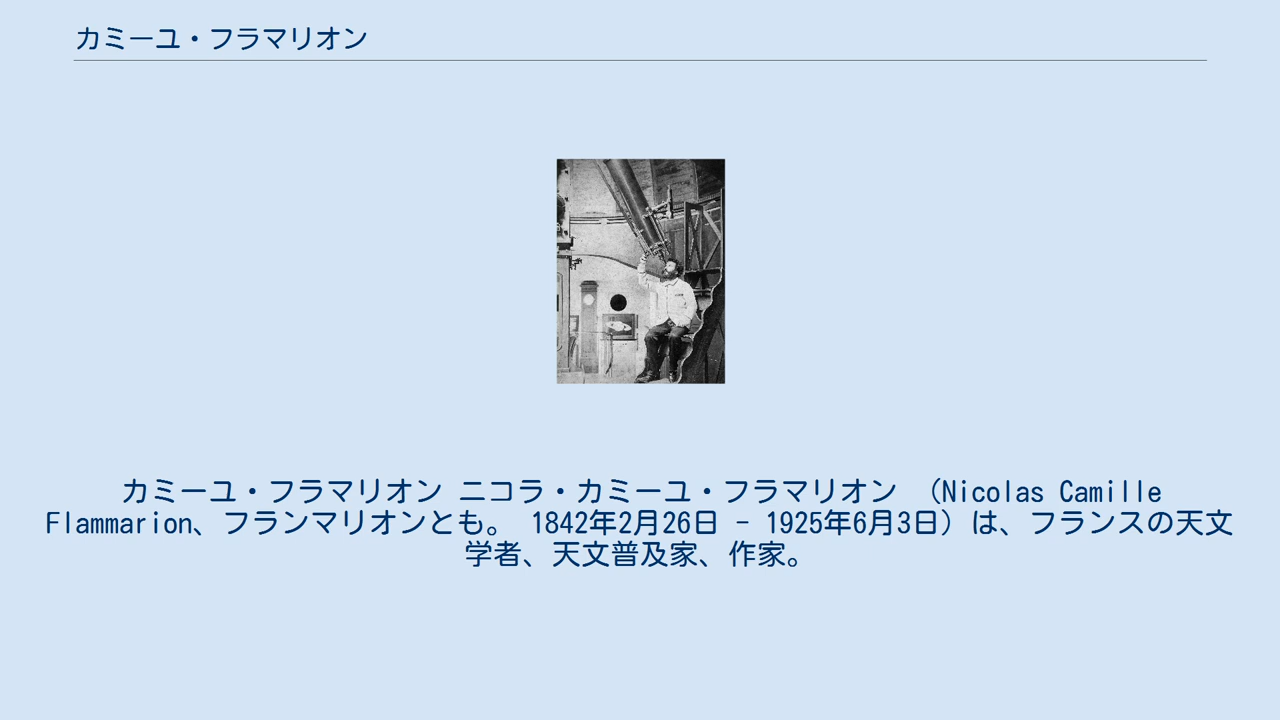 カミーユ・フラマリオン
カミーユ・フラマリオン ニコラ・カミーユ・フラマリオン （Nicolas Camille
Flammarion、フランマリオンとも。 1842年2月26日 - 1925年6月3日）は、フランスの天文
学者、天文普及家、作家。